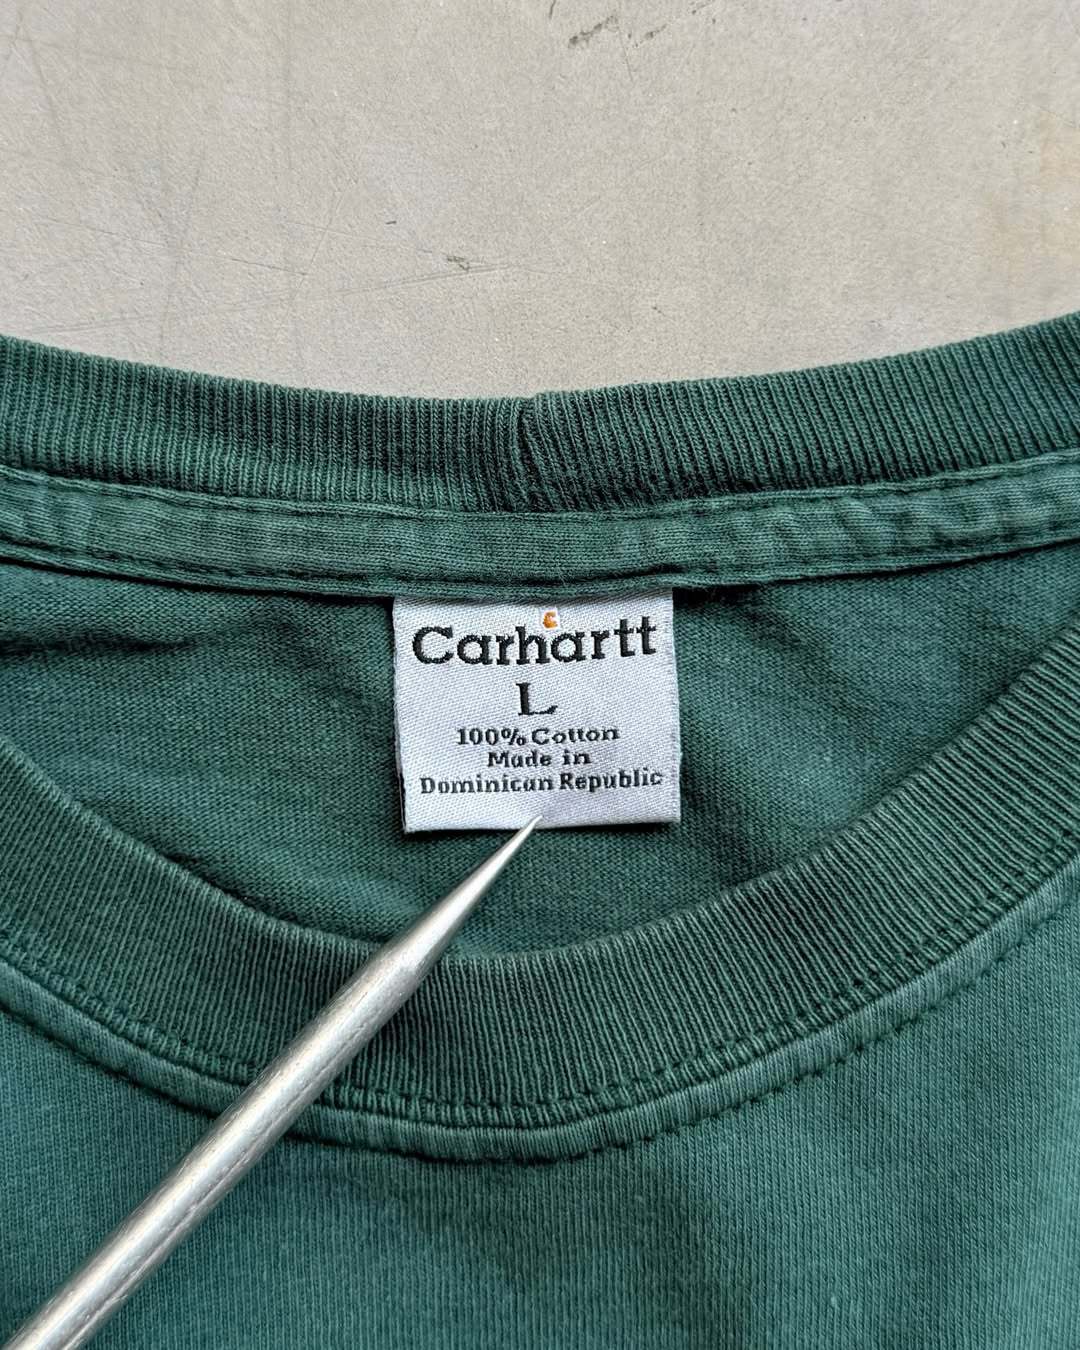 Carhartt
L
100% Cotton
Made in
Dominican Republic